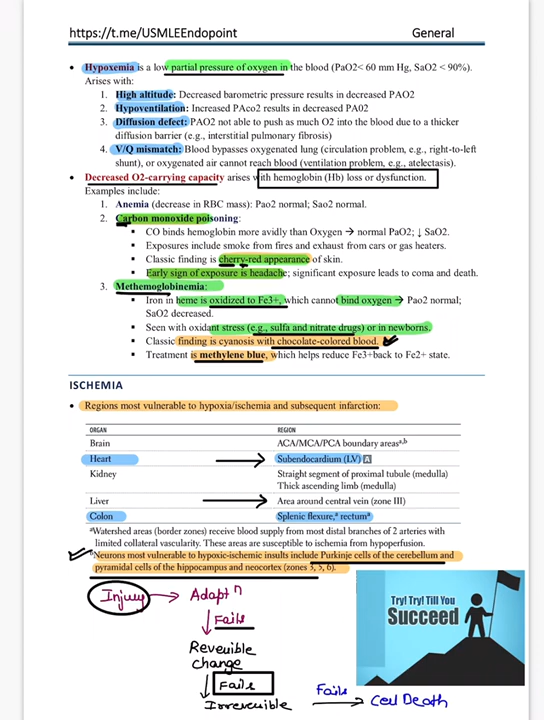 https://t.me/USMLEEndopoint General
• Hypoxemia is a low partial pressure of oxygen in the blood (PaO2< 60 mm Hg, SaO2 < 90%).
Arises with:
1. High altitude: Decreased barometric pressure results in decreased PAO2
2. Hypoventilation: Increased PAco2 results in decreased PA02
3. Diffusion defect: PAO2 not able to push as much O2 into the blood due to a thicker
diffusion barrier (e.g., interstitial pulmonary fibrosis)
4. V/Q mismatch: Blood bypasses oxygenated lung (circulation problem, e.g., right-to-left
shunt), or oxygenated air cannot reach blood (ventilation problem, e.g., atelectasis).
• Decreased O2-carrying capacity arises with hemoglobin (Hb) loss or dysfunction.
Examples include:
1. Anemia (decrease in RBC mass): Pao2 normal; Sao2 normal.
2. Carbon monoxide poisoning:
▪ CO binds hemoglobin more avidly than Oxygen → normal PaO2; ↓ SaO2.
▪ Exposures include smoke from fires and exhaust from cars or gas heaters.
▪ Classic finding is cherry-red appearance of skin.
▪ Early sign of exposure is headache; significant exposure leads to coma and death.
3. Methemoglobinemia:
▪ Iron in heme is oxidized to Fe3+, which cannot bind oxygen → Pao2 normal;
SaO2 decreased.
▪ Seen with oxidant stress (e.g., sulfa and nitrate drugs) or in newborns.
▪ Classic finding is cyanosis with chocolate-colored blood.
▪ Treatment is methylene blue, which helps reduce Fe3+back to Fe2+ state.
ISCHEMIA
• Regions most vulnerable to hypoxia/ischemia and subsequent infarction:
ORGAN REGION
Brain ACA/MCA/PCA boundary areasᵃ,ᵇ
Heart → Subendocardium (LV) A
Kidney Straight segment of proximal tubule (medulla)
Thick ascending limb (medulla)
Liver → Area around central vein (zone III)
Colon Splenic flexure,ᵃ rectumᵃ
ᵃWatershed areas (border zones) receive blood supply from most distal branches of 2 arteries with
limited collateral vascularity. These areas are susceptible to ischemia from hypoperfusion.
ᵇNeurons most vulnerable to hypoxic-ischemic insults include Purkinje cells of the cerebellum and
pyramidal cells of the hippocampus and neocortex (zones 3, 5, 6).
Injury → Adaptⁿ
↓ Fails
Try! Try! Till You
Succeed
Reversible
change
↓ Fails
Irreversible Fails → Cell Death